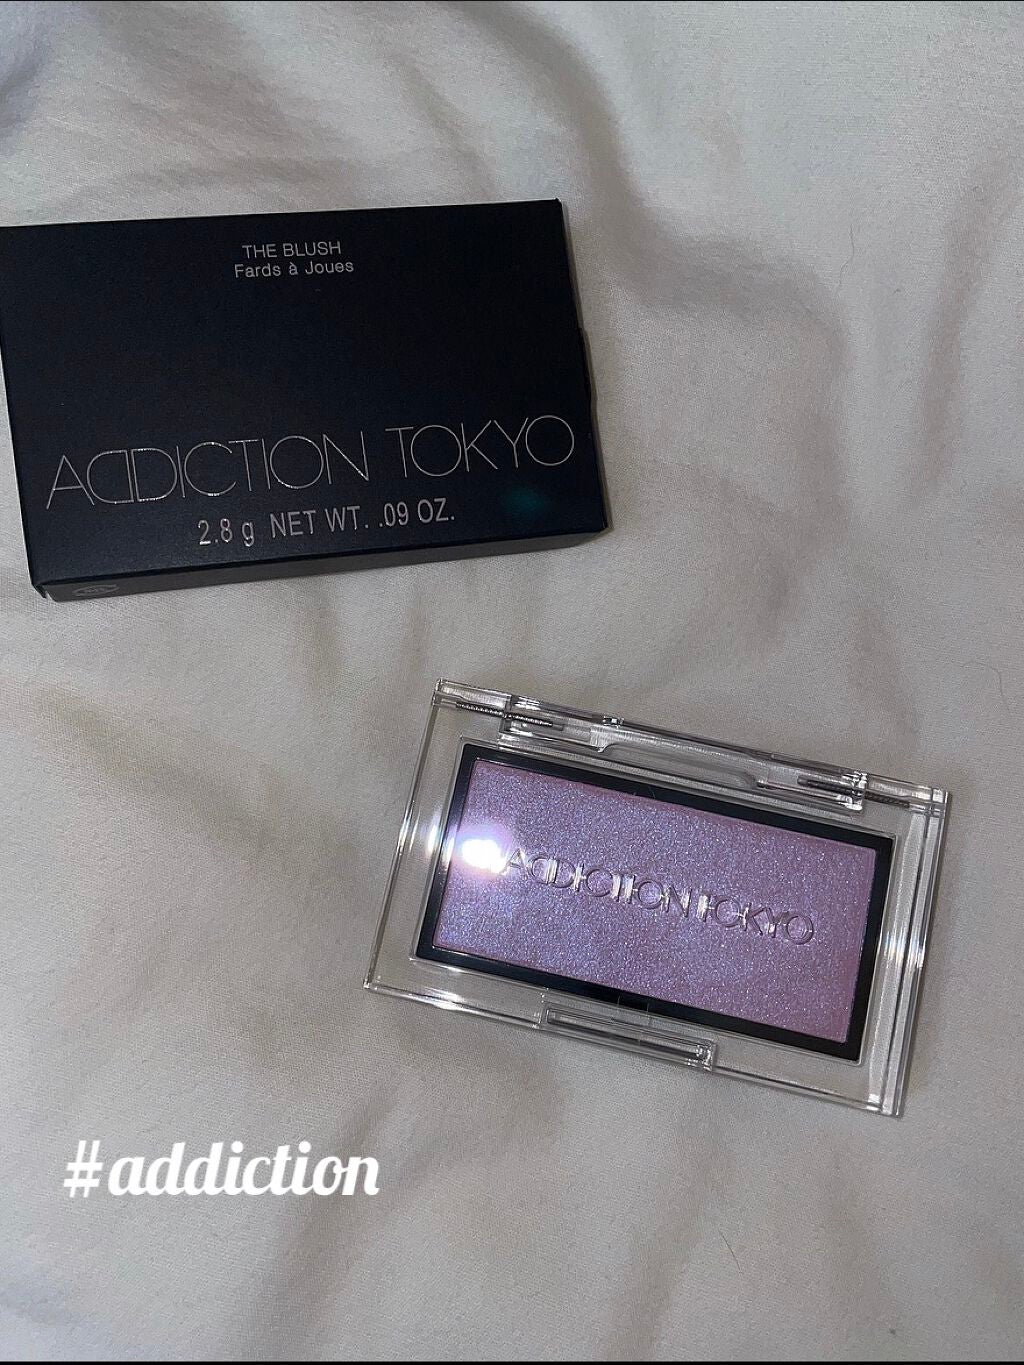 THE BLUSH
Fards à Joues
ADDICTION TOKYO
2.8 g NET WT. .09 OZ.
ADDICTION TOKYO
#addiction